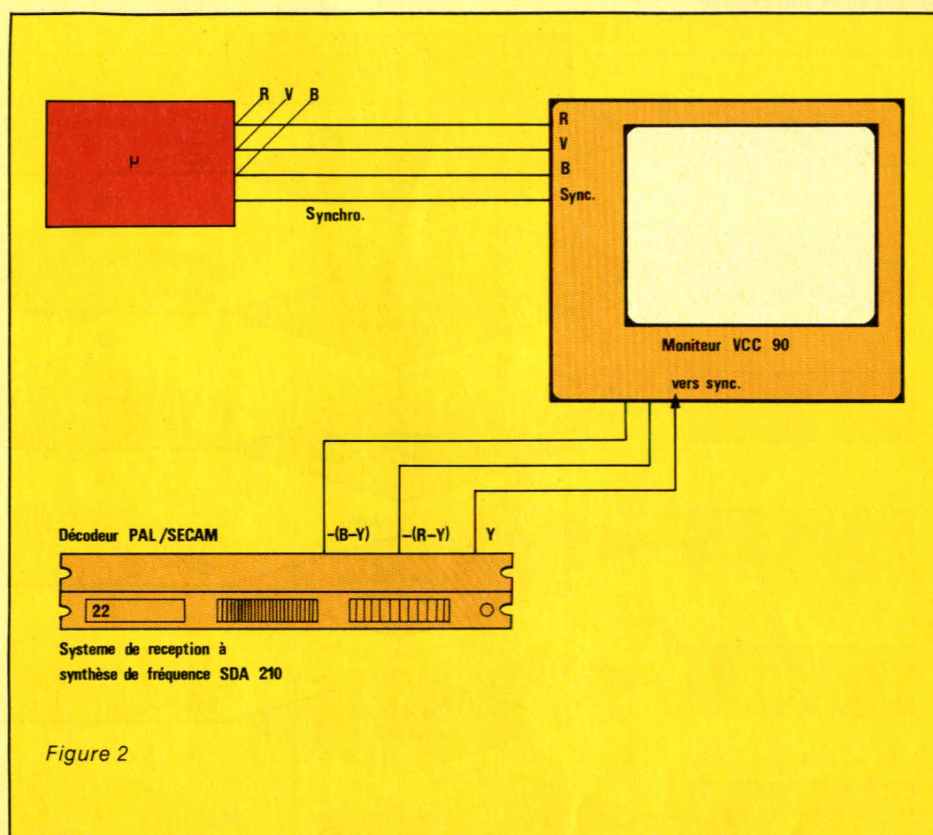 R V B
µ
R
V
B
Sync.
Synchro.
Moniteur VCC 90
vers sync.
Décodeur PAL/SECAM
-(B-Y)
-(R-Y)
Y
22
Systeme de reception à
synthèse de fréquence SDA 210
Figure 2